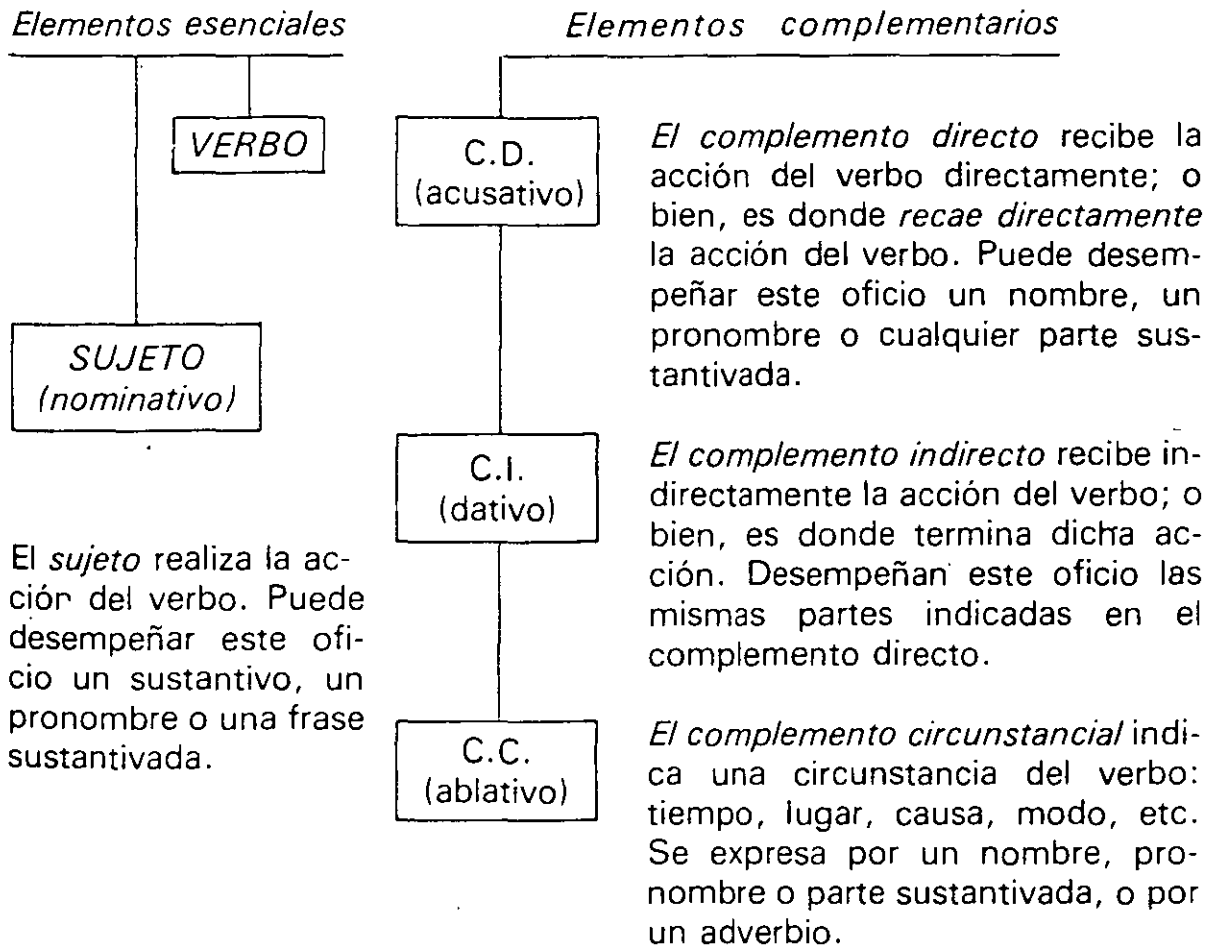 Elementos esenciales
VERBO
SUJETO
(nominativo)
El sujeto realiza la ac-
ción del verbo. Puede
desempeñar este ofi-
cio un sustantivo, un
pronombre o una frase
sustantivada.
Elementos complementarios
C.D.
(acusativo)
El complemento directo recibe la
acción del verbo directamente; o
bien, es donde recae directamente
la acción del verbo. Puede desem-
peñar este oficio un nombre, un
pronombre o cualquier parte sus-
tantivada.
C.I.
(dativo)
El complemento indirecto recibe in-
directamente la acción del verbo; o
bien, es donde termina dicha ac-
ción. Desempeñan este oficio las
mismas partes indicadas en el
complemento directo.
C.C.
(ablativo)
El complemento circunstancial indi-
ca una circunstancia del verbo:
tiempo, lugar, causa, modo, etc.
Se expresa por un nombre, pro-
nombre o parte sustantivada, o por
un adverbio.